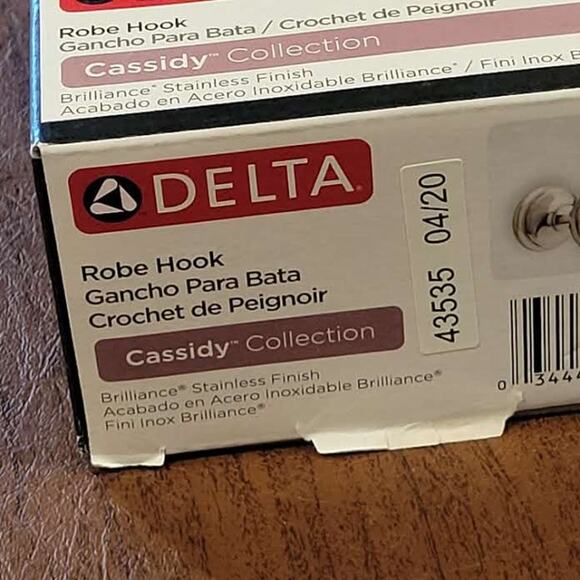 Robe Hook
Gancho Para Bata / Crochet de Peignoir
Cassidy™ Collection
Brilliance® Stainless Finish
Acabado en Acero Inoxidable Brilliance® / Fini Inox
DELTA®
Robe Hook
Gancho Para Bata
Crochet de Peignoir
Cassidy™ Collection
Brilliance® Stainless Finish
Acabado en Acero Inoxidable Brilliance®
Fini Inox Brilliance®
43535 04/20
0 3444